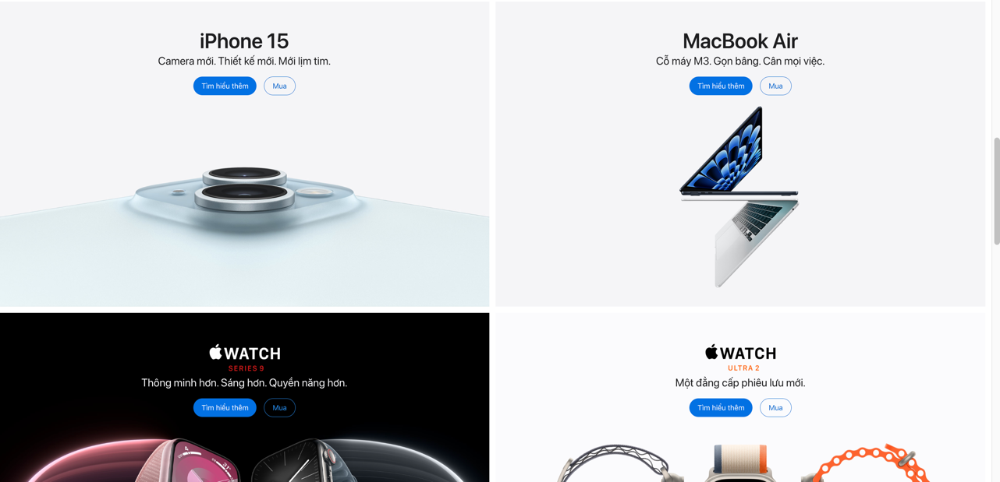 iPhone 15
Camera mới. Thiết kế mới. Mới lịm tim.
Tìm hiểu thêm
Mua
MacBook Air
Cỗ máy M3. Gọn bâng. Cân mọi việc.
Tìm hiểu thêm
Mua
WATCH
SERIES 9
Thông minh hơn. Sáng hơn. Quyền năng hơn.
Tìm hiểu thêm
Mua
WATCH
ULTRA 2
Một đẳng cấp phiêu lưu mới.
Tìm hiểu thêm
Mua